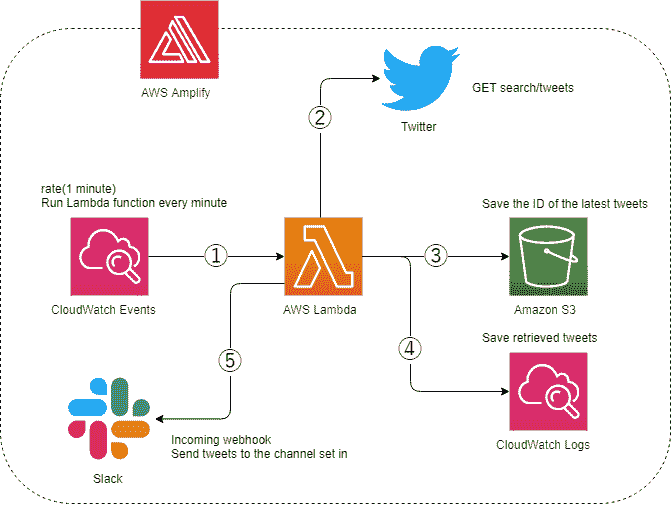 AWS Amplify
GET search/tweets
Twitter
②
rate(1 minute)
Run Lambda function every minute
Save the ID of the latest tweets
①
③
CloudWatch Events
AWS Lambda
Amazon S3
Save retrieved tweets
④
⑤
Incoming webhook
Send tweets to the channel set in
CloudWatch Logs
Slack